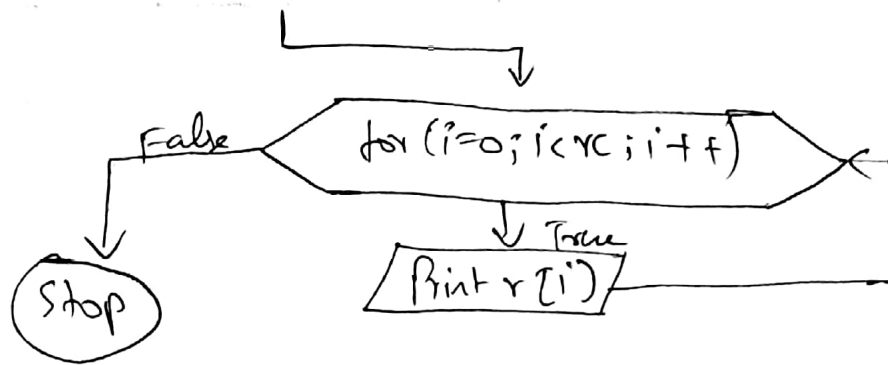 False
for (i=0; i<rc; i++)
True
Print r[i]
Stop